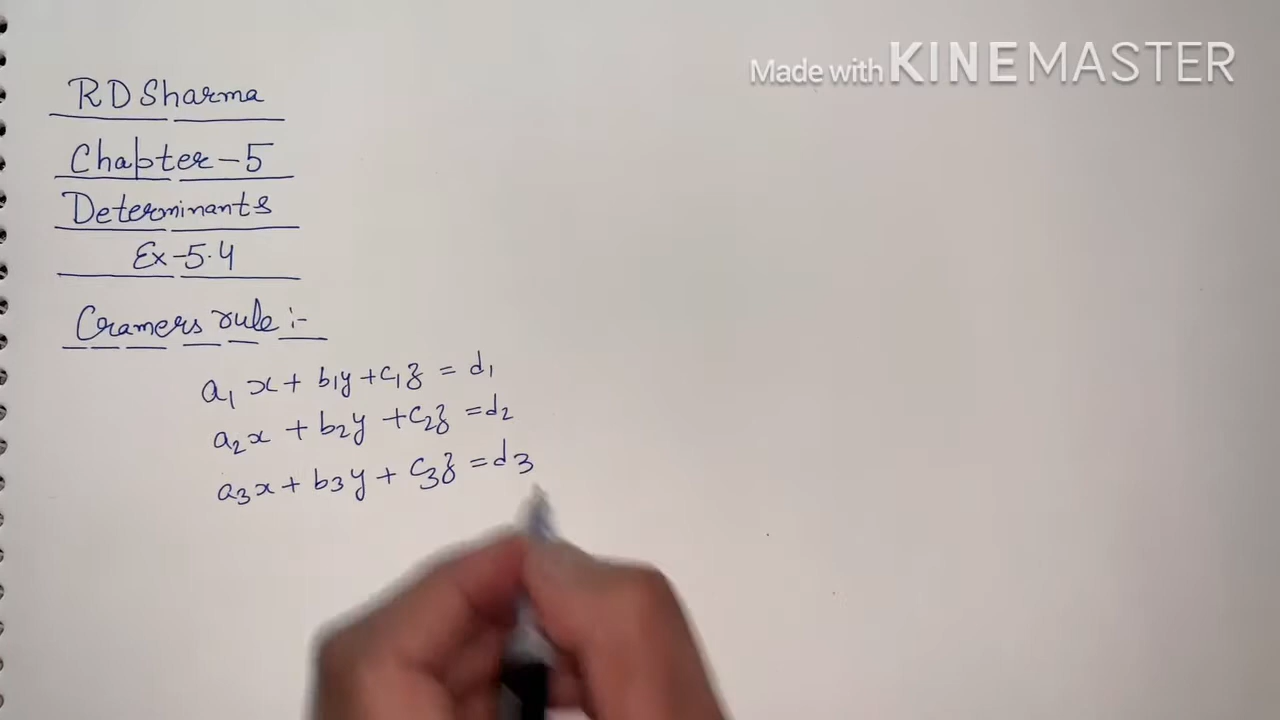 Made with KINEMASTER
RD Sharma
Chapter-5
Determinants
Ex-5.4
Cramers rule :-
a₁x + b₁y + c₁z = d₁
a₂x + b₂y + c₂z = d₂
a₃x + b₃y + c₃z = d₃